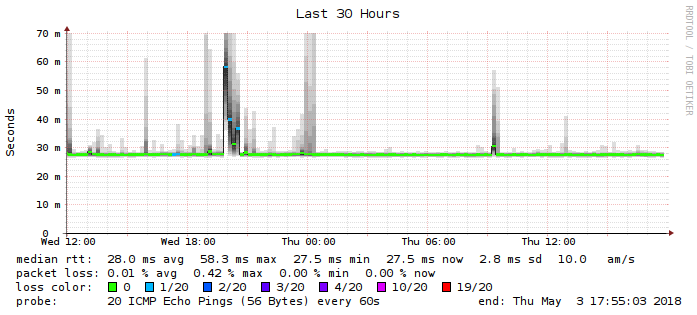 Last 30 Hours
RRDTOOL / TOBI OETIKER
Seconds
70 m
60 m
50 m
40 m
30 m
20 m
10 m
0
Wed 12:00 Wed 18:00 Thu 00:00 Thu 06:00 Thu 12:00
median rtt: 28.0 ms avg 58.3 ms max 27.5 ms min 27.5 ms now 2.8 ms sd 10.0 am/s
packet loss: 0.01 % avg 0.42 % max 0.00 % min 0.00 % now
loss color: 0 1/20 2/20 3/20 4/20 10/20 19/20
probe: 20 ICMP Echo Pings (56 Bytes) every 60s end: Thu May 3 17:55:03 2018